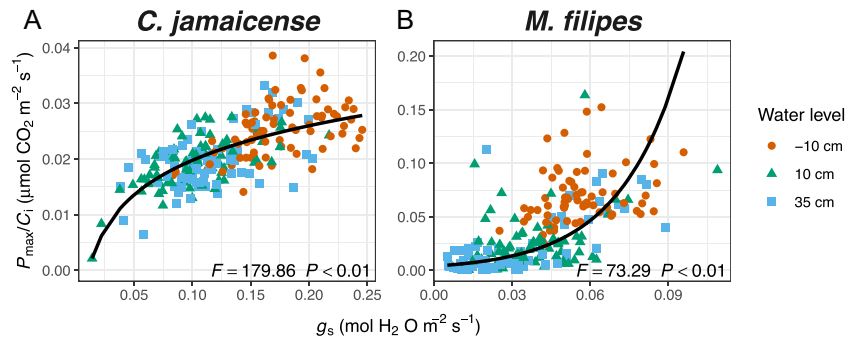 A C. jamaicense
B M. filipes
P_max/C_i (μmol CO₂ m⁻² s⁻¹)
0.04
0.03
0.02
0.01
0.00
F = 179.86 P < 0.01
0.05 0.10 0.15 0.20 0.25
0.20
0.15
0.10
0.05
0.00
F = 73.29 P < 0.01
0.00 0.03 0.06 0.09
g_s (mol H₂ O m⁻² s⁻¹)
Water level
−10 cm
10 cm
35 cm